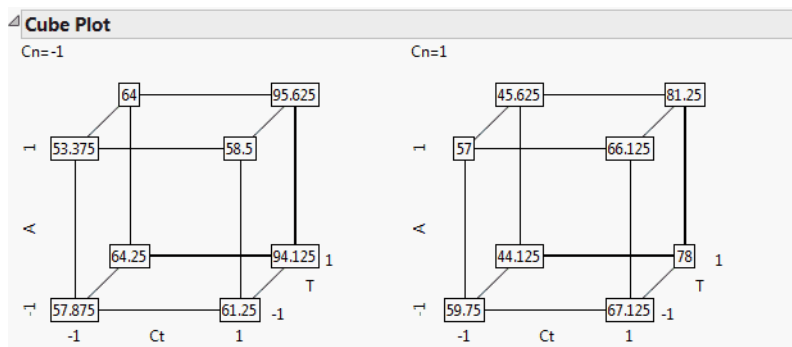 Cube Plot
Cn=-1 Cn=1
64 95.625 45.625 81.25
1 53.375 58.5 1 57 66.125
A A
64.25 94.125 1 44.125 78 1
T T
-1 57.875 61.25 -1 -1 59.75 67.125 -1
-1 Ct 1 -1 Ct 1